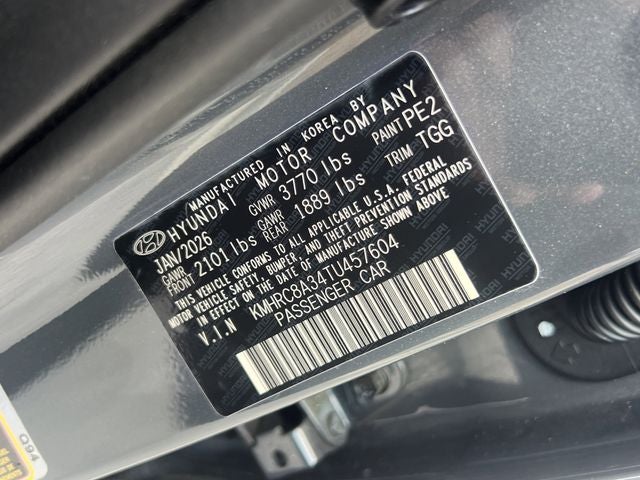 MANUFACTURED IN KOREA BY
HYUNDAI MOTOR COMPANY
JAN/2026 GVWR 3770 lbs PAINT PE2
GAWR FRONT 2101 lbs GAWR REAR 1889 lbs TRIM TGG
THIS VEHICLE CONFORMS TO ALL APPLICABLE U.S.A. FEDERAL
MOTOR VEHICLE SAFETY, BUMPER, AND THEFT PREVENTION STANDARDS
IN EFFECT ON THE DATE OF MANUFACTURE SHOWN ABOVE.
V.I.N KMHRC8A34TU457604
PASSENGER CAR
Q94